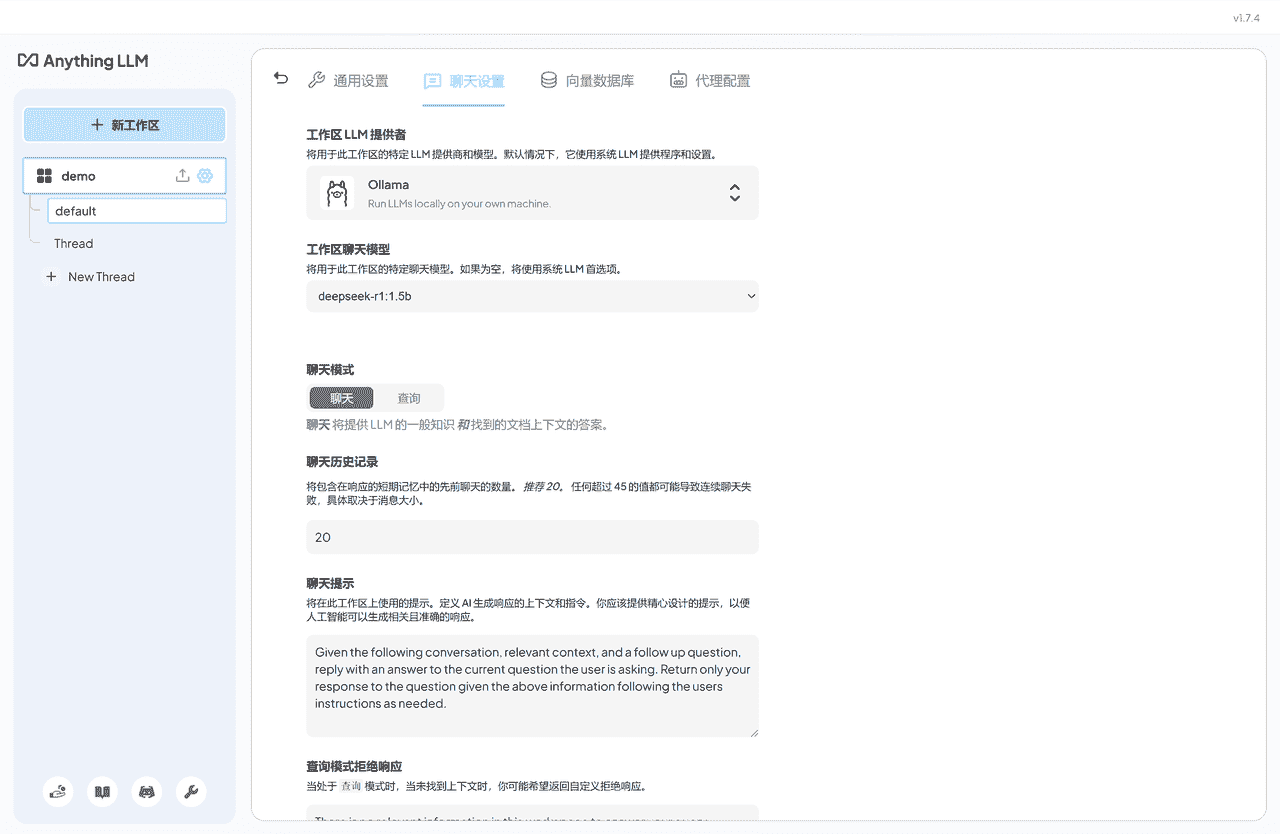 v1.7.4
Anything LLM
通用设置
聊天设置
向量数据库
代理配置
+ 新工作区
demo
default
Thread
+ New Thread
工作区 LLM 提供者
将用于此工作区的特定 LLM 提供商和模型。默认情况下，它使用系统 LLM 提供程序和设置。
Ollama
Run LLMs locally on your own machine.
工作区聊天模型
将用于此工作区的特定聊天模型。如果为空，将使用系统 LLM 首选项。
deepseek-r1:1.5b
聊天模式
聊天
查询
聊天 将提供 LLM 的一般知识 和 找到的文档上下文的答案。
聊天历史记录
将包含在响应的短期记忆中的先前聊天的数量。 推荐 20。 任何超过 45 的值都可能导致连续聊天失
败，具体取决于消息大小。
20
聊天提示
将在此工作区上使用的提示。定义 AI 生成响应的上下文和指令。你应该提供精心设计的提示，以便
人工智能可以生成相关且准确的响应。
Given the following conversation, relevant context, and a follow up question,
reply with an answer to the current question the user is asking. Return only your
response to the question given the above information following the users
instructions as needed.
查询模式拒绝响应
当处于 查询 模式时，当未找到上下文时，你可能希望返回自定义拒绝响应。